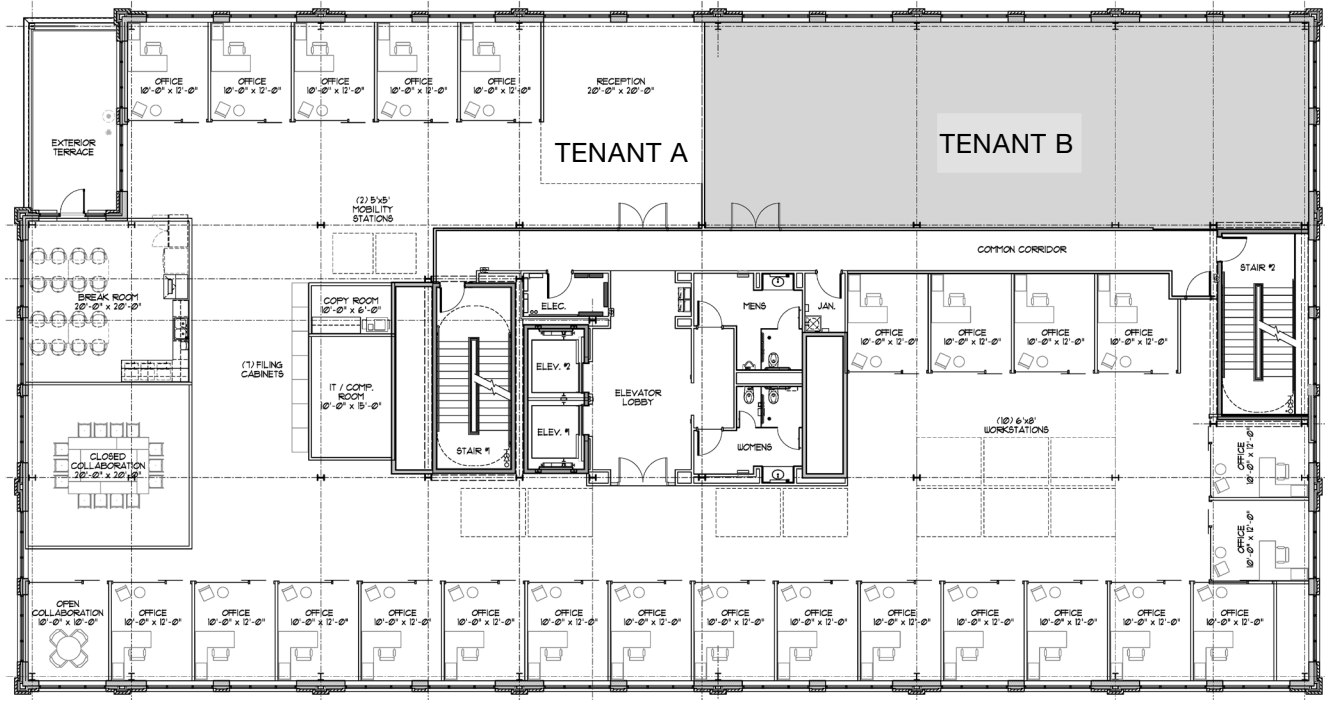 OFFICE
10'-0" x 12'-0"
OFFICE
10'-0" x 12'-0"
OFFICE
10'-0" x 12'-0"
OFFICE
10'-0" x 12'-0"
OFFICE
10'-0" x 12'-0"
RECEPTION
20'-0" x 20'-0"
TENANT A
TENANT B
EXTERIOR
TERRACE
(2) 5'x5'
MOBILITY
STATIONS
COMMON CORRIDOR
STAIR #2
BREAK ROOM
20'-0" x 20'-0"
COPY ROOM
10'-0" x 6'-0"
ELEC.
MENS
JAN.
OFFICE
10'-0" x 12'-0"
OFFICE
10'-0" x 12'-0"
OFFICE
10'-0" x 12'-0"
OFFICE
10'-0" x 12'-0"
(7) FILING
CABINETS
IT / COMP.
ROOM
10'-0" x 15'-0"
ELEV. #2
ELEVATOR
LOBBY
ELEV. #1
STAIR #1
WOMENS
(10) 6'x8'
WORKSTATIONS
CLOSED
COLLABORATION
20'-0" x 20'-0"
OFFICE
10'-0" x 12'-0"
OFFICE
10'-0" x 12'-0"
OPEN
COLLABORATION
10'-0" x 10'-0"
OFFICE
10'-0" x 12'-0"
OFFICE
10'-0" x 12'-0"
OFFICE
10'-0" x 12'-0"
OFFICE
10'-0" x 12'-0"
OFFICE
10'-0" x 12'-0"
OFFICE
10'-0" x 12'-0"
OFFICE
10'-0" x 12'-0"
OFFICE
10'-0" x 12'-0"
OFFICE
10'-0" x 12'-0"
OFFICE
10'-0" x 12'-0"
OFFICE
10'-0" x 12'-0"
OFFICE
10'-0" x 12'-0"
OFFICE
10'-0" x 12'-0"
OFFICE
10'-0" x 12'-0"